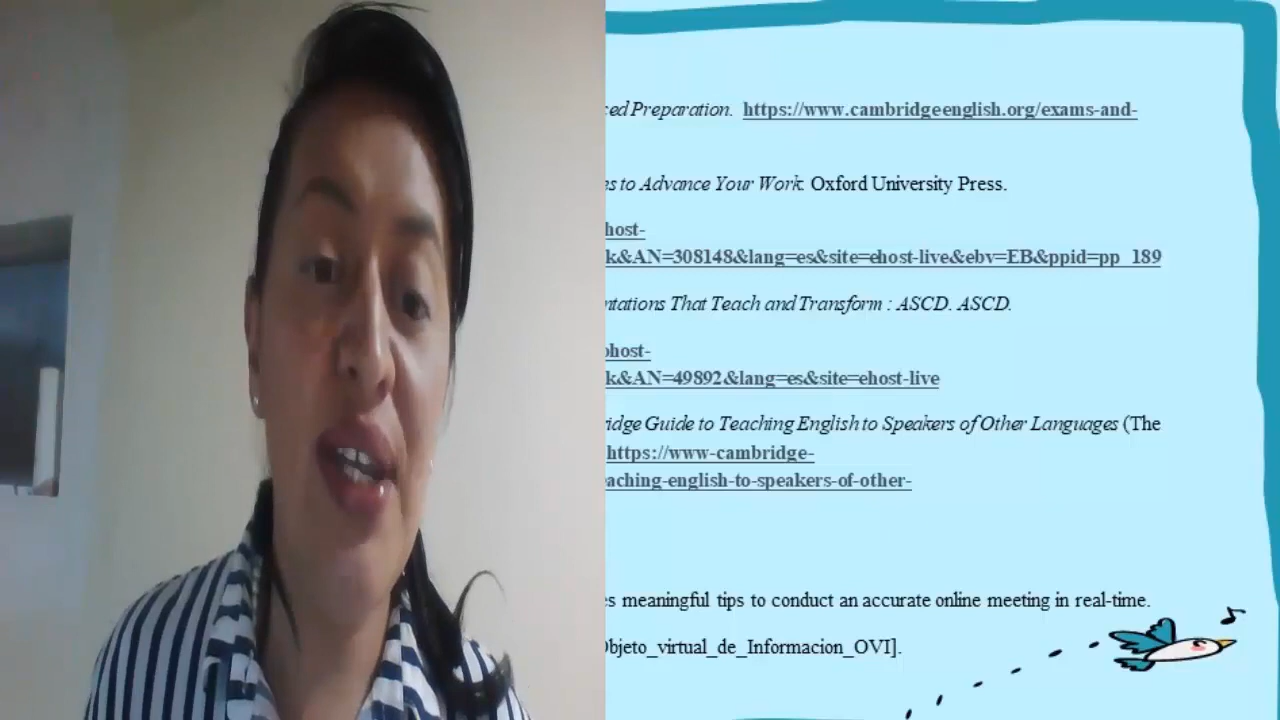 ced Preparation. https://www.cambridgeenglish.org/exams-and-
es to Advance Your Work. Oxford University Press.
host-
k&AN=308148&lang=es&site=ehost-live&ebv=EB&ppid=pp_189
ntations That Teach and Transform : ASCD. ASCD.
ohost-
k&AN=49892&lang=es&site=ehost-live
ridge Guide to Teaching English to Speakers of Other Languages (The
https://www-cambridge-
eaching-english-to-speakers-of-other-
s meaningful tips to conduct an accurate online meeting in real-time.
Objeto_virtual_de_Informacion_OVI].